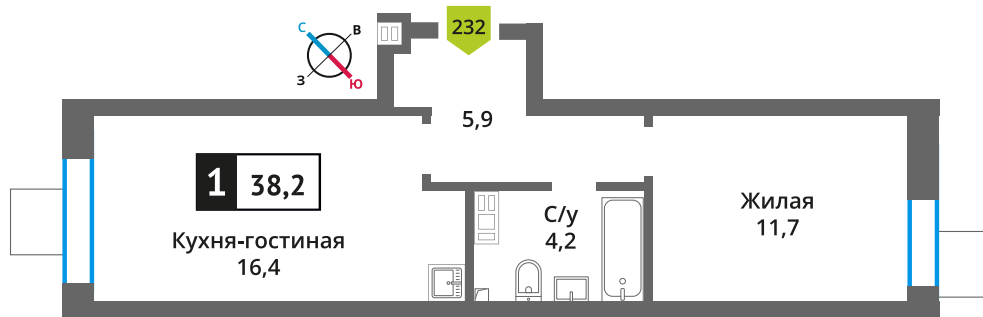 232
С
В
З
Ю
5,9
1 38,2
Кухня-гостиная
16,4
С/у
4,2
Жилая
11,7